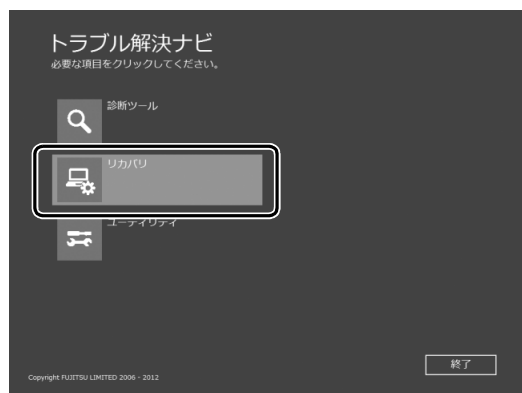 トラブル解決ナビ
必要な項目をクリックしてください。
診断ツール
リカバリ
ユーティリティ
終了
Copyright FUJITSU LIMITED 2006 - 2012